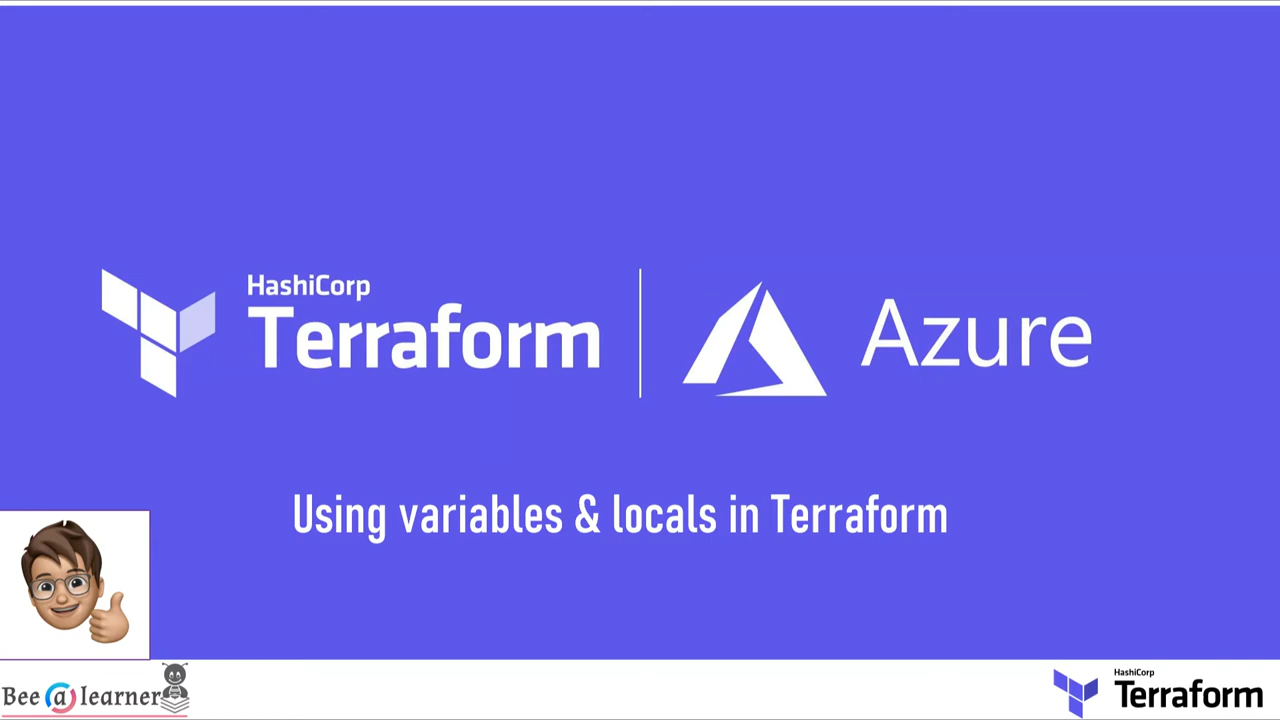 HashiCorp
Terraform
Azure
Using variables & locals in Terraform
Bee @ learner
HashiCorp
Terraform